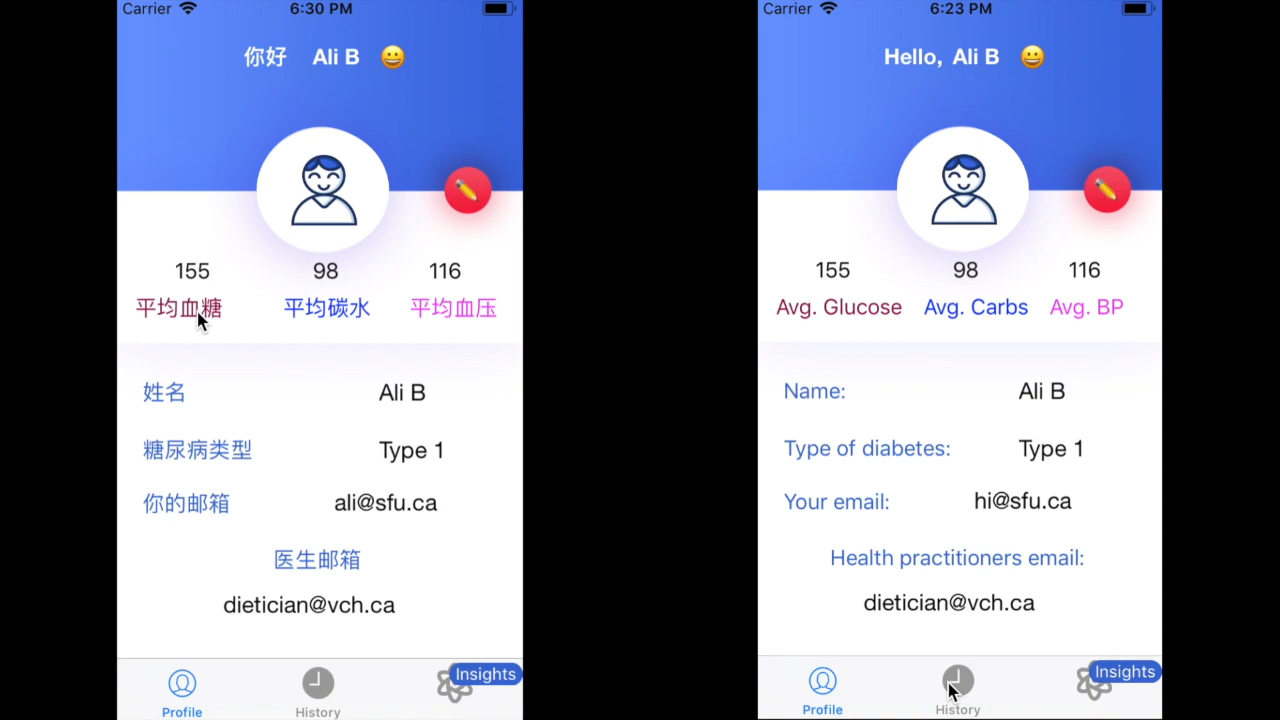 Carrier 6:30 PM
你好 Ali B 😀
155 98 116
平均血糖 平均碳水 平均血压
姓名 Ali B
糖尿病类型 Type 1
你的邮箱 ali@sfu.ca
医生邮箱
dietician@vch.ca
Insights
Profile History
Carrier 6:23 PM
Hello, Ali B 😀
155 98 116
Avg. Glucose Avg. Carbs Avg. BP
Name: Ali B
Type of diabetes: Type 1
Your email: hi@sfu.ca
Health practitioners email:
dietician@vch.ca
Insights
Profile History